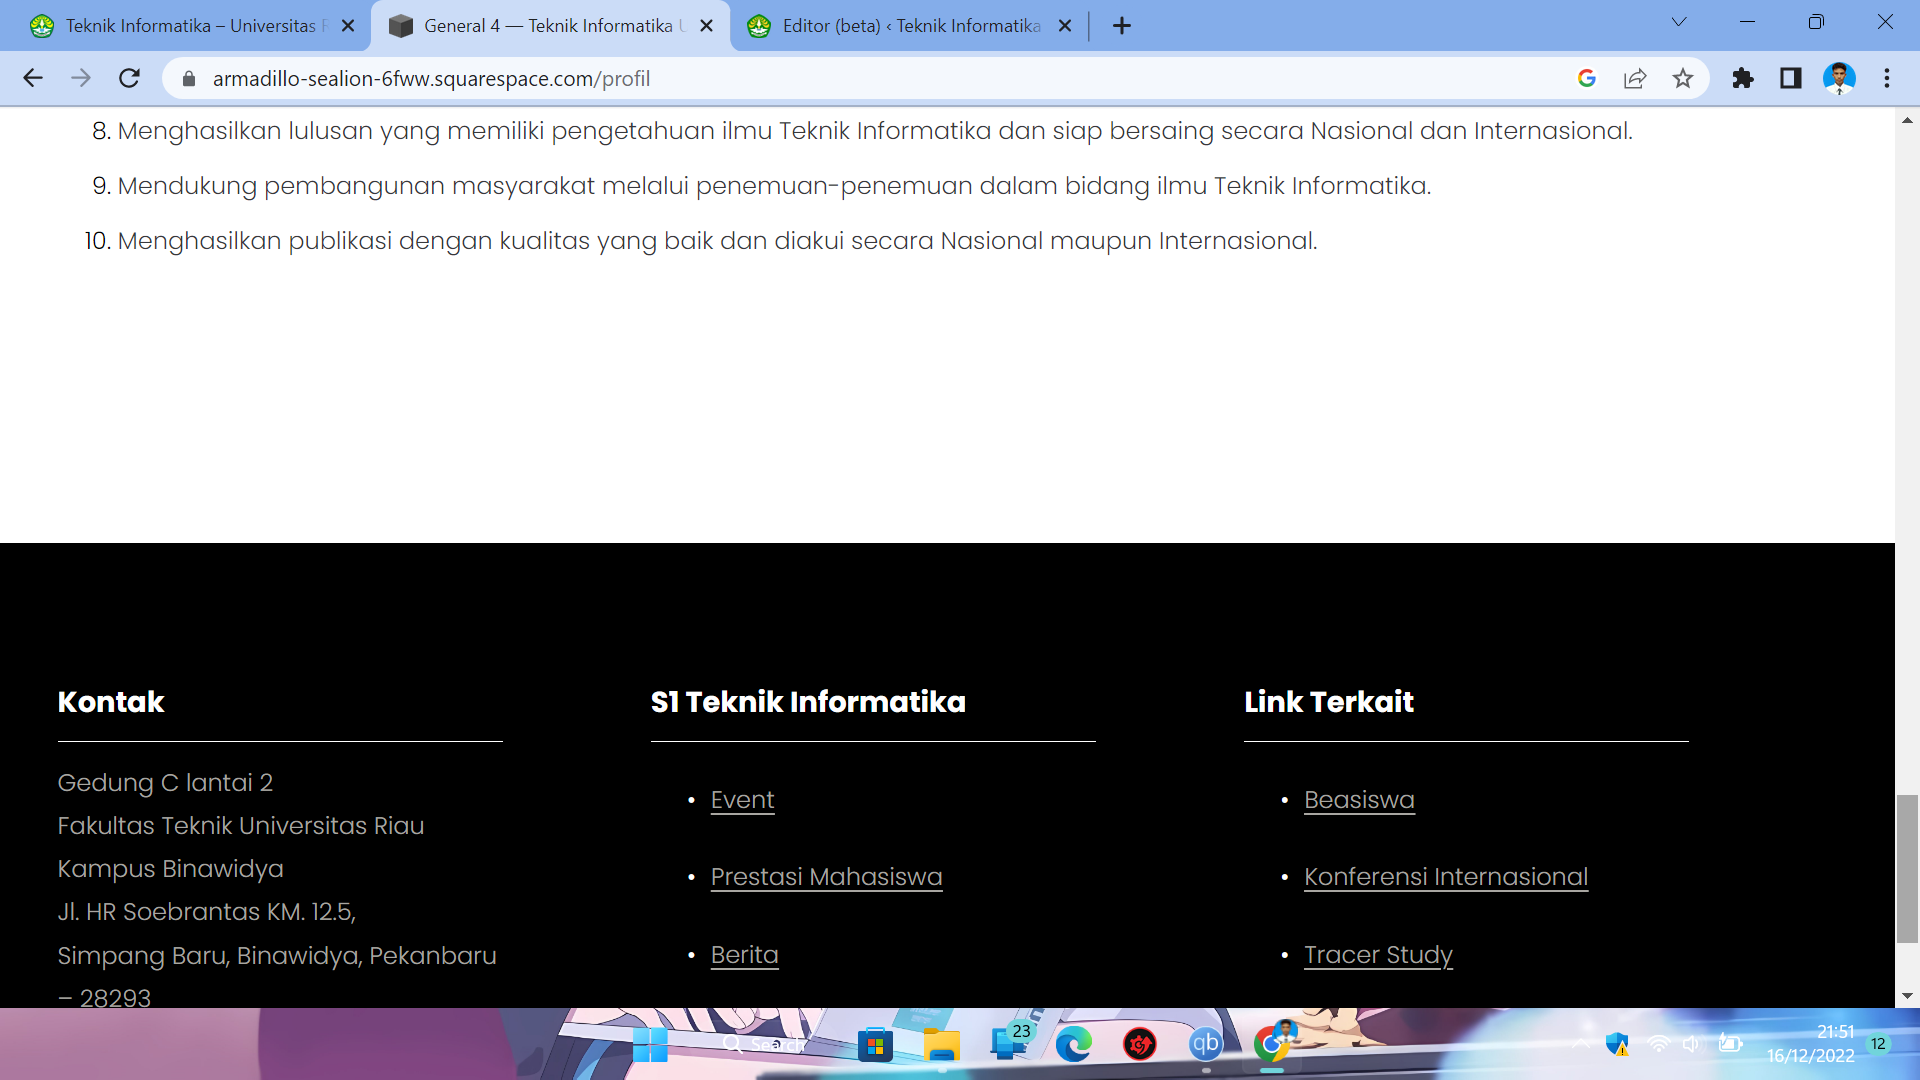 Teknik Informatika – Universitas
General 4 — Teknik Informatika
Editor (beta) ‹ Teknik Informatika
armadillo-sealion-6fww.squarespace.com/profil
8. Menghasilkan lulusan yang memiliki pengetahuan ilmu Teknik Informatika dan siap bersaing secara Nasional dan Internasional.
9. Mendukung pembangunan masyarakat melalui penemuan-penemuan dalam bidang ilmu Teknik Informatika.
10. Menghasilkan publikasi dengan kualitas yang baik dan diakui secara Nasional maupun Internasional.
Kontak
Gedung C lantai 2
Fakultas Teknik Universitas Riau
Kampus Binawidya
Jl. HR Soebrantas KM. 12.5,
Simpang Baru, Binawidya, Pekanbaru
– 28293
S1 Teknik Informatika
• Event
• Prestasi Mahasiswa
• Berita
Link Terkait
• Beasiswa
• Konferensi Internasional
• Tracer Study
Search
23
qb
21:51
16/12/2022
12